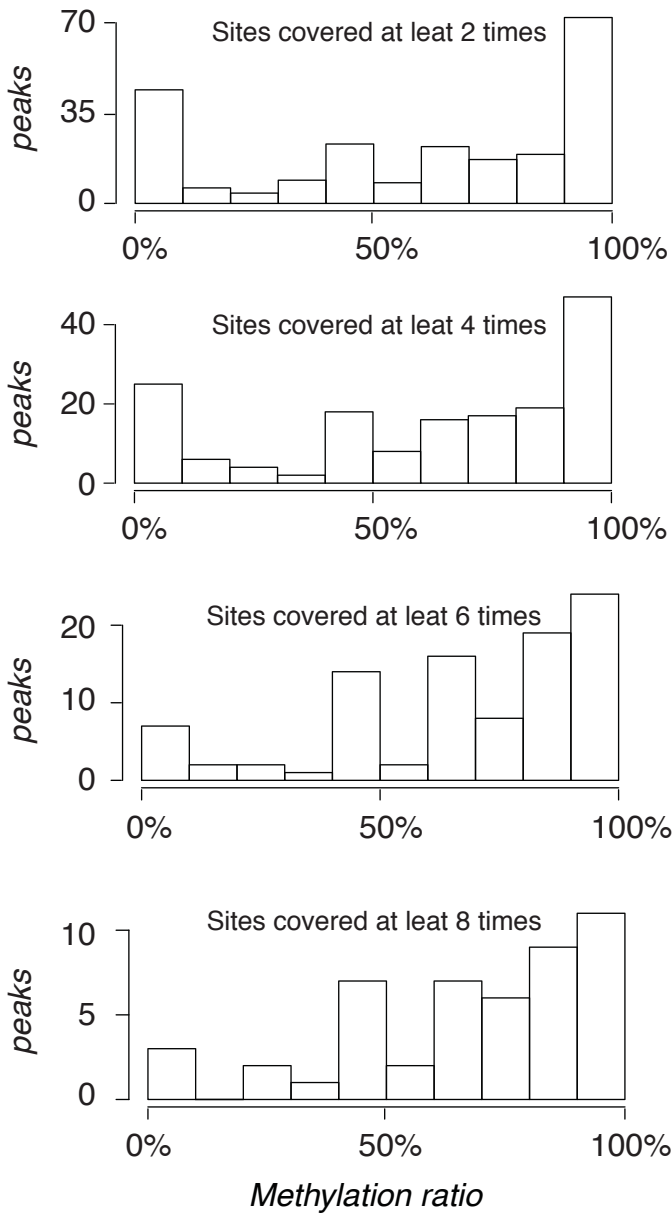 Sites covered at leat 2 times
peaks
70
35
0
0% 50% 100%
Sites covered at leat 4 times
peaks
40
20
0
0% 50% 100%
Sites covered at leat 6 times
peaks
20
10
0
0% 50% 100%
Sites covered at leat 8 times
peaks
10
5
0
0% 50% 100%
Methylation ratio